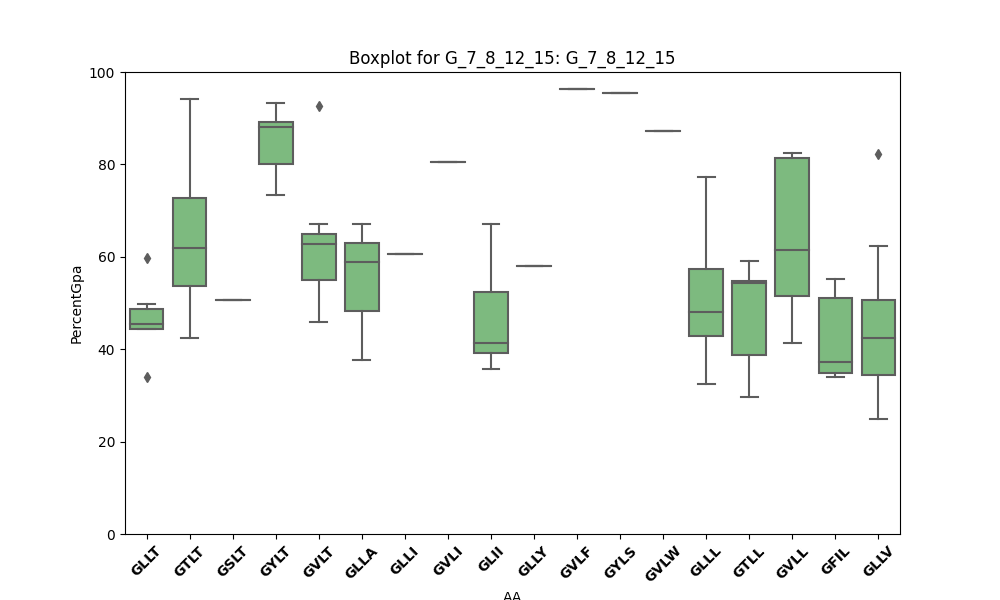 Boxplot for G_7_8_12_15: G_7_8_12_15
100
80
60
40
20
0
PercentGpa
GLLT GTLT GSLT GYLT GVLT GLLA GLLI GVLI GLII GLLY GVLF GYLS GVLW GLLL GTLL GVLL GFIL GLLV
AA